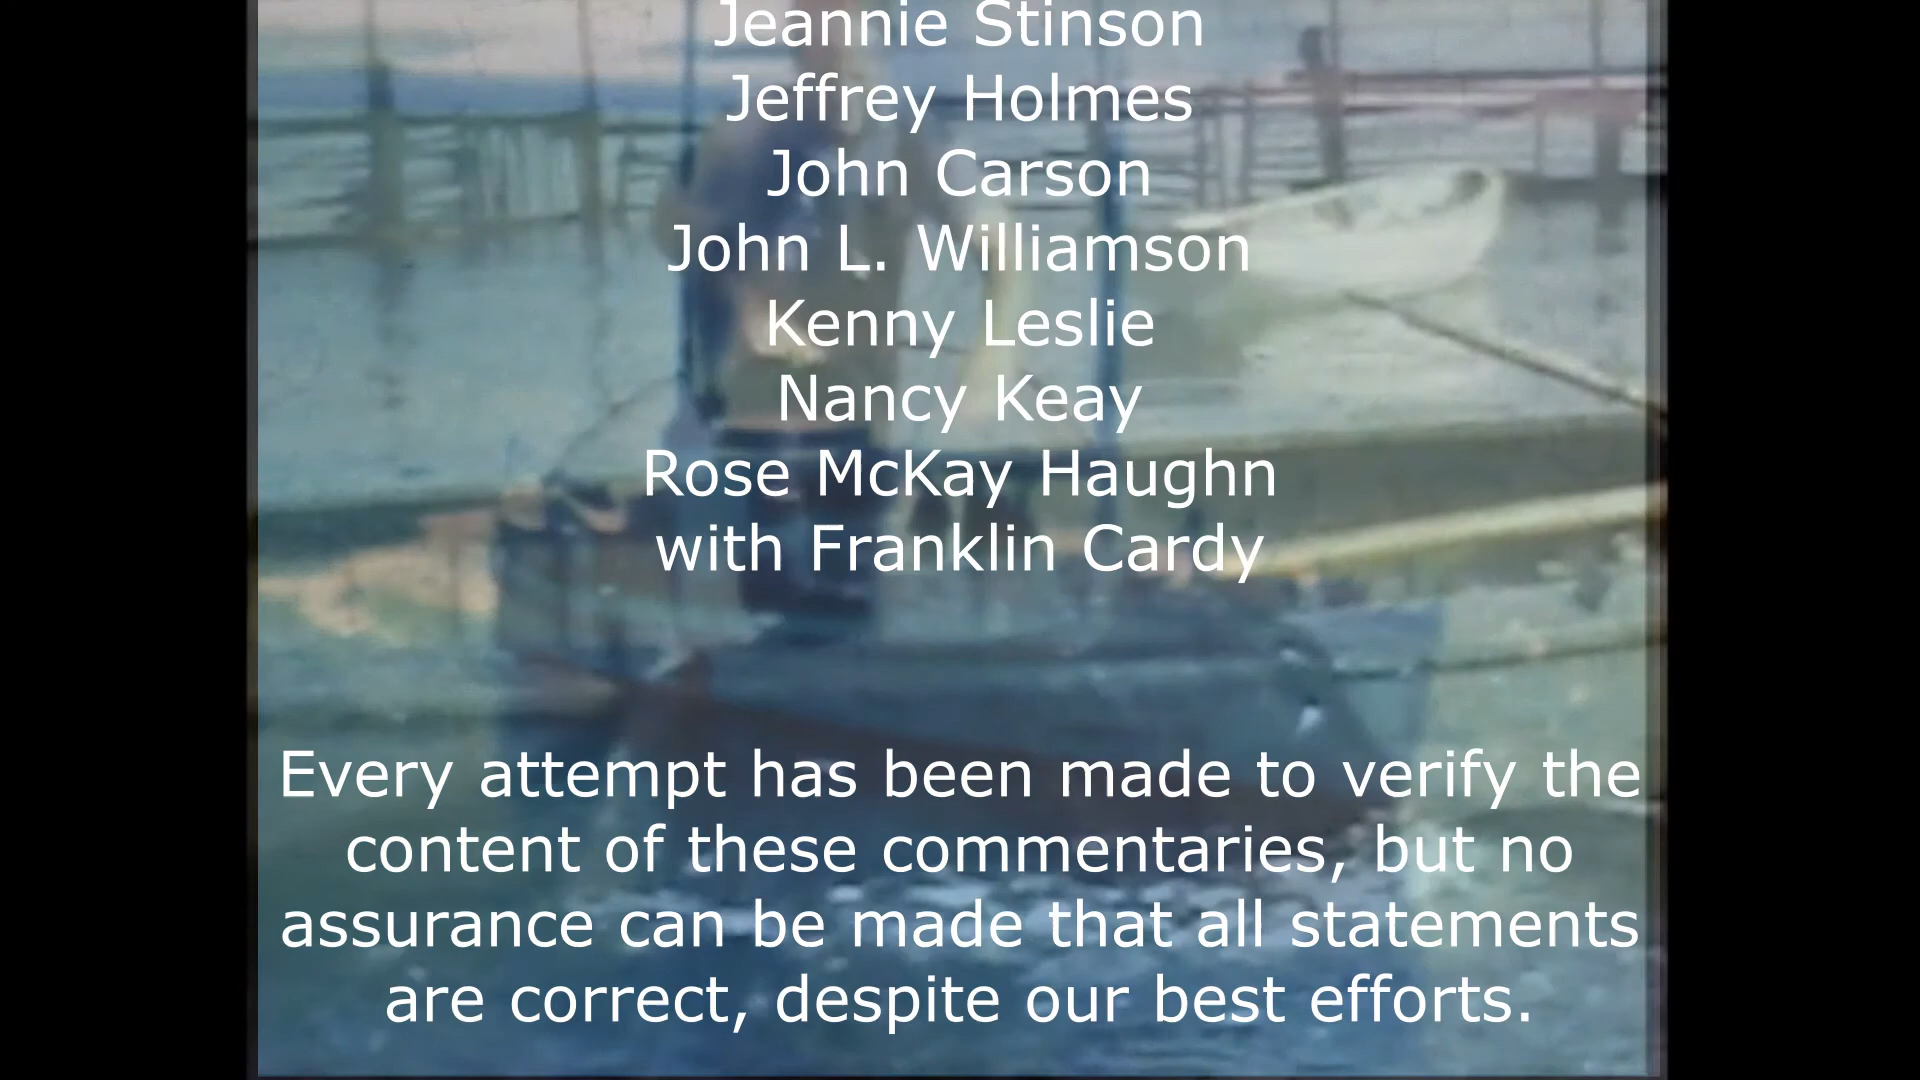 Jeannie Stinson
Jeffrey Holmes
John Carson
John L. Williamson
Kenny Leslie
Nancy Keay
Rose McKay Haughn
with Franklin Cardy
Every attempt has been made to verify the
content of these commentaries, but no
assurance can be made that all statements
are correct, despite our best efforts.